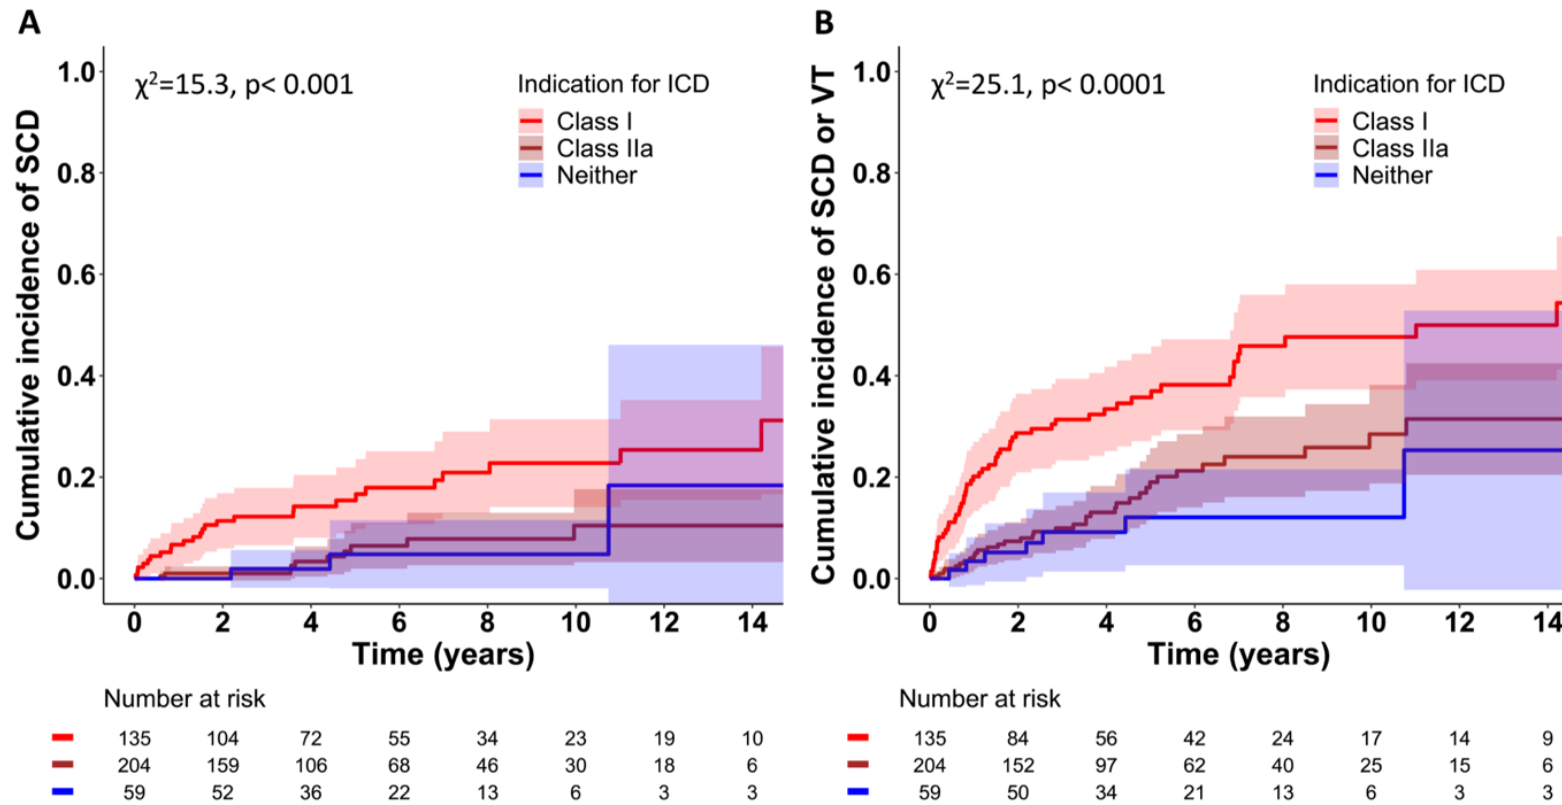 A
Cumulative incidence of SCD
1.0
0.8
0.6
0.4
0.2
0.0
χ²=15.3, p< 0.001
Indication for ICD
Class I
Class IIa
Neither
0 2 4 6 8 10 12 14
Time (years)
Number at risk
135 104 72 55 34 23 19 10
204 159 106 68 46 30 18 6
59 52 36 22 13 6 3 3
B
Cumulative incidence of SCD or VT
1.0
0.8
0.6
0.4
0.2
0.0
χ²=25.1, p< 0.0001
Indication for ICD
Class I
Class IIa
Neither
0 2 4 6 8 10 12 14
Time (years)
Number at risk
135 84 56 42 24 17 14 9
204 152 97 62 40 25 15 6
59 50 34 21 13 6 3 3